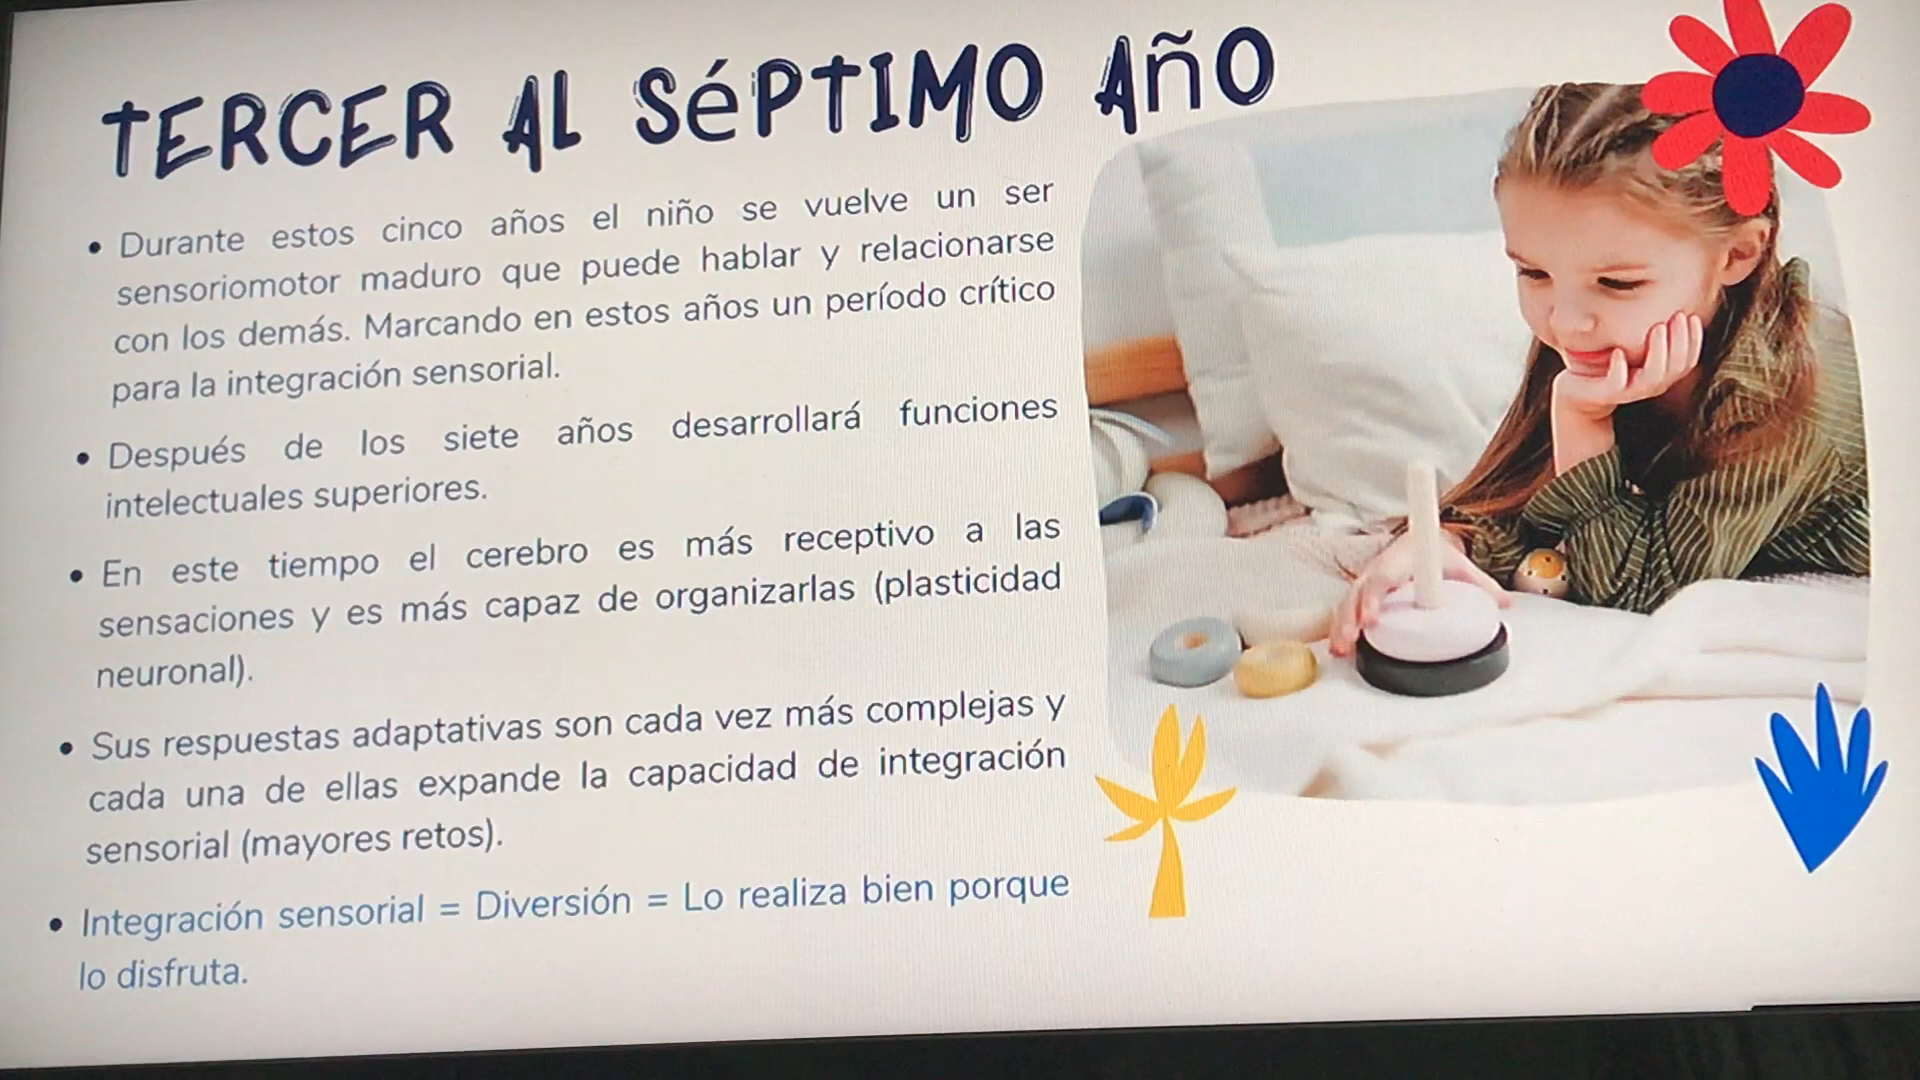 TERCER AL SéPTIMO AñO
• Durante estos cinco años el niño se vuelve un ser
sensoriomotor maduro que puede hablar y relacionarse
con los demás. Marcando en estos años un período crítico
para la integración sensorial.
• Después de los siete años desarrollará funciones
intelectuales superiores.
• En este tiempo el cerebro es más receptivo a las
sensaciones y es más capaz de organizarlas (plasticidad
neuronal).
• Sus respuestas adaptativas son cada vez más complejas y
cada una de ellas expande la capacidad de integración
sensorial (mayores retos).
• Integración sensorial = Diversión = Lo realiza bien porque
lo disfruta.